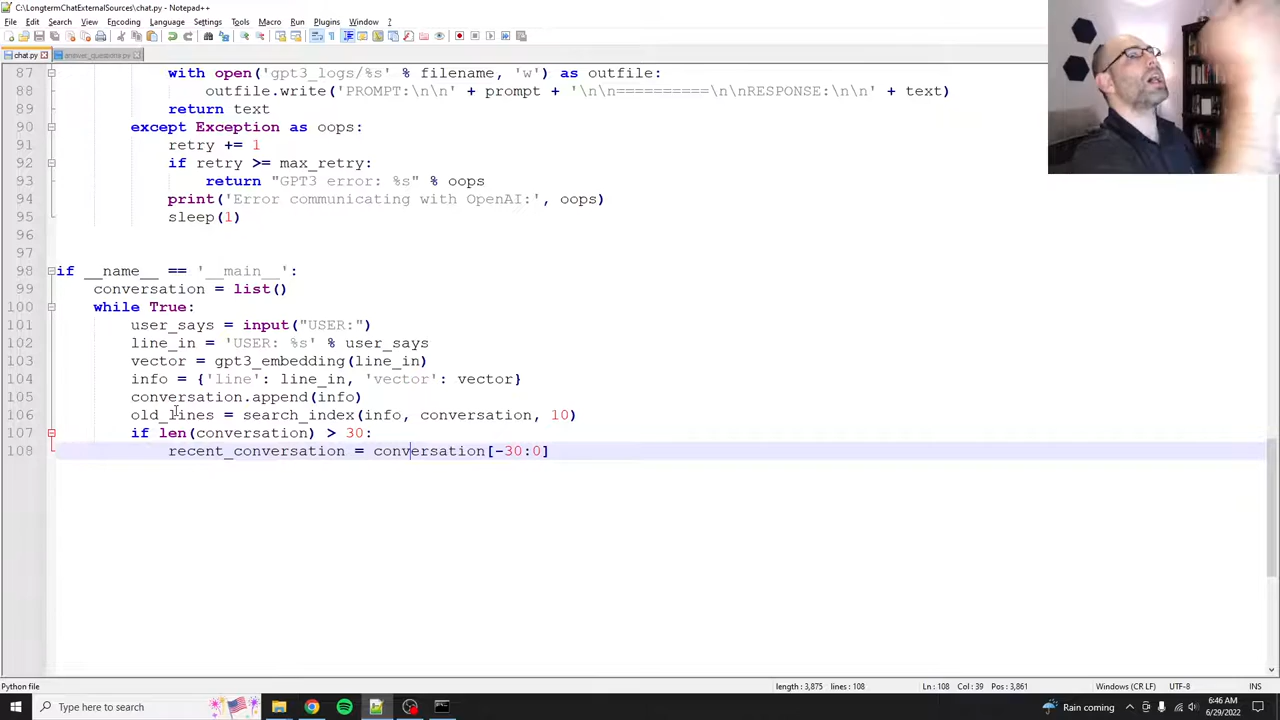 C:\LongtermChatExternalSources\chat.py - Notepad++
File Edit Search View Encoding Language Settings Tools Macro Run Plugins Window ?
chat.py answer_questions.py
87 with open('gpt3_logs/%s' % filename, 'w') as outfile:
88 outfile.write('PROMPT:\n\n' + prompt + '\n\n==========\n\nRESPONSE:\n\n' + text)
89 return text
90 except Exception as oops:
91 retry += 1
92 if retry >= max_retry:
93 return "GPT3 error: %s" % oops
94 print('Error communicating with OpenAI:', oops)
95 sleep(1)
96
97
98 if __name__ == '__main__':
99 conversation = list()
100 while True:
101 user_says = input("USER:")
102 line_in = 'USER: %s' % user_says
103 vector = gpt3_embedding(line_in)
104 info = {'line': line_in, 'vector': vector}
105 conversation.append(info)
106 old_lines = search_index(info, conversation, 10)
107 if len(conversation) > 30:
108 recent_conversation = conversation[-30:0]
Python file length : 3,875 lines : 108 Ln : 108 Col : 39 Pos : 3,861 Windows (CR LF) UTF-8 INS
Type here to search Rain coming 6:46 AM
6/29/2022